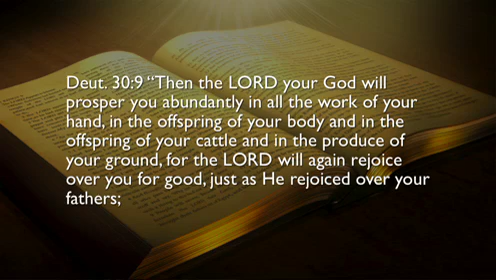 Deut. 30:9 “Then the LORD your God will
prosper you abundantly in all the work of your
hand, in the offspring of your body and in the
offspring of your cattle and in the produce of
your ground, for the LORD will again rejoice
over you for good, just as He rejoiced over your
fathers;